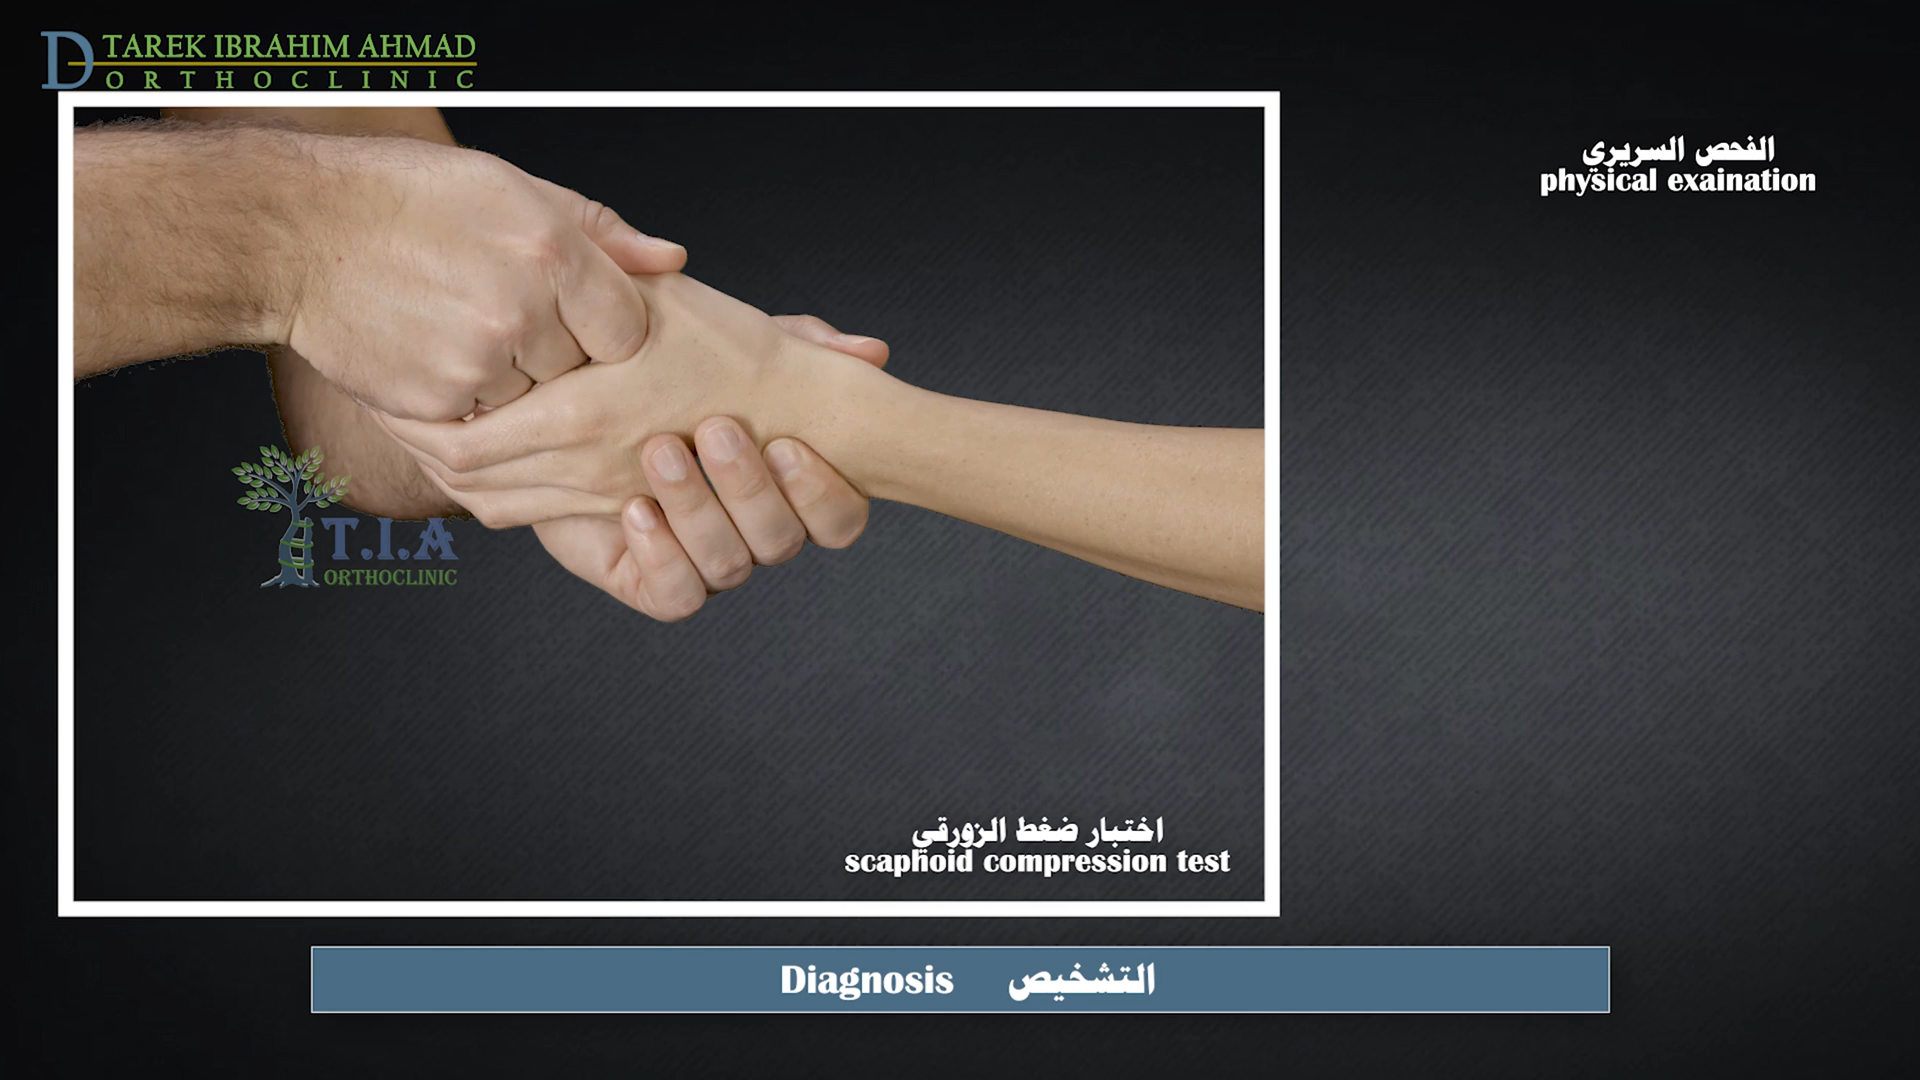 D TAREK IBRAHIM AHMAD
ORTHOCLINIC
الفحص السريري
physical exaination
T.I.A
ORTHOCLINIC
اختبار ضغط الزورقي
scaphoid compression test
Diagnosis التشخيص